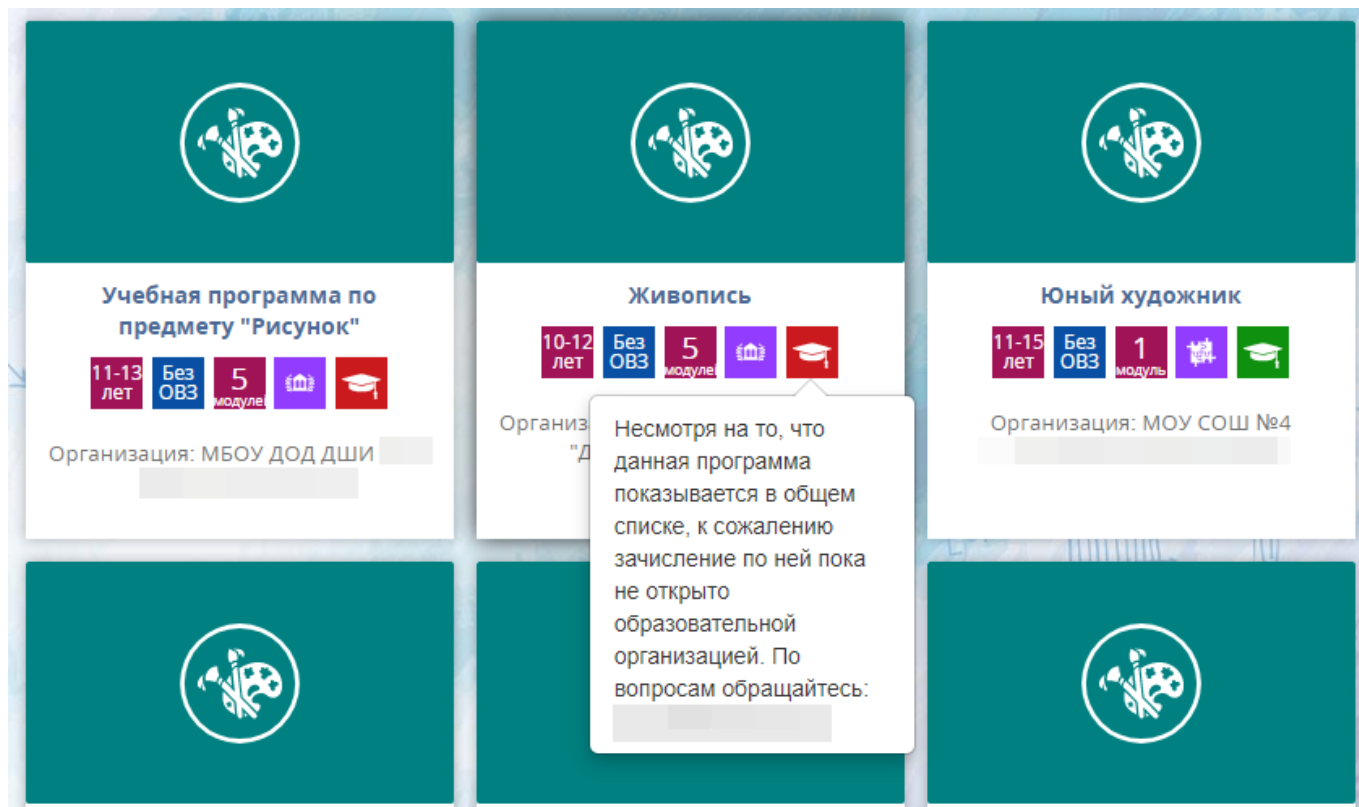 Учебная программа по
предмету "Рисунок"
11-13
лет
Без
ОВЗ
5
модулей
Организация: МБОУ ДОД ДШИ
Живопись
10-12
лет
Без
ОВЗ
5
модулей
Организ
"Д
Несмотря на то, что
данная программа
показывается в общем
списке, к сожалению
зачисление по ней пока
не открыто
образовательной
организацией. По
вопросам обращайтесь:
Юный художник
11-15
лет
Без
ОВЗ
1
модуль
Организация: МОУ СОШ №4